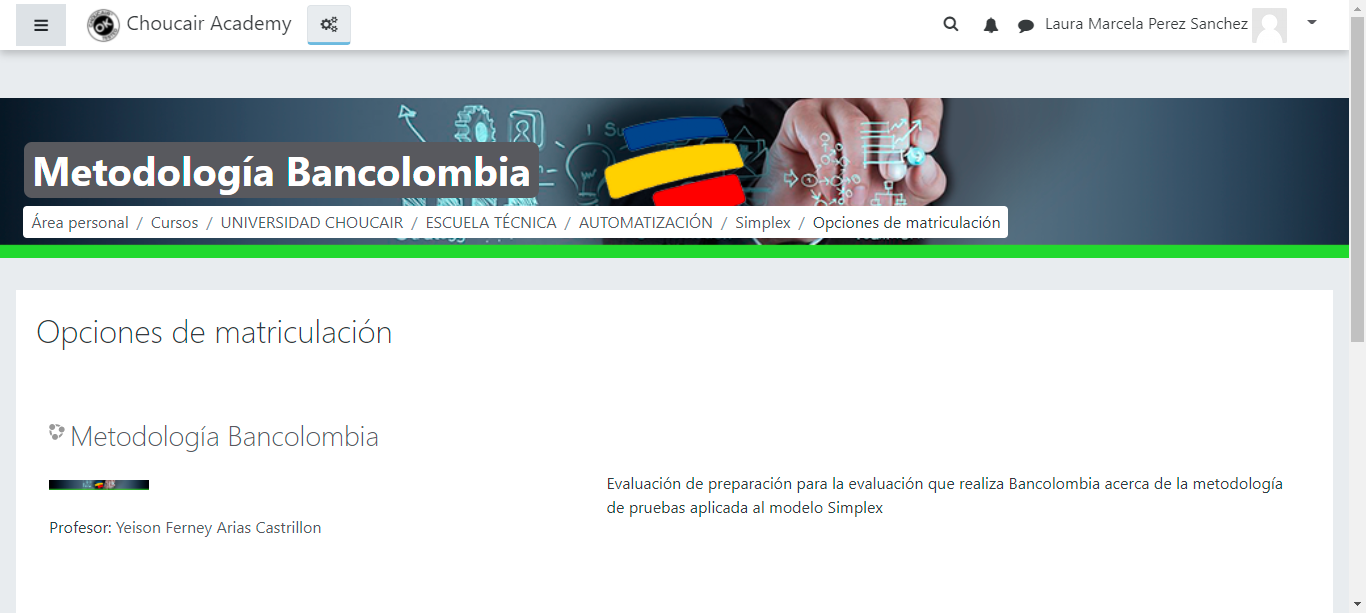 Choucair Academy
Laura Marcela Perez Sanchez
Metodología Bancolombia
Área personal / Cursos / UNIVERSIDAD CHOUCAIR / ESCUELA TÉCNICA / AUTOMATIZACIÓN / Simplex / Opciones de matriculación
Opciones de matriculación
Metodología Bancolombia
Evaluación de preparación para la evaluación que realiza Bancolombia acerca de la metodología
de pruebas aplicada al modelo Simplex
Profesor: Yeison Ferney Arias Castrillon